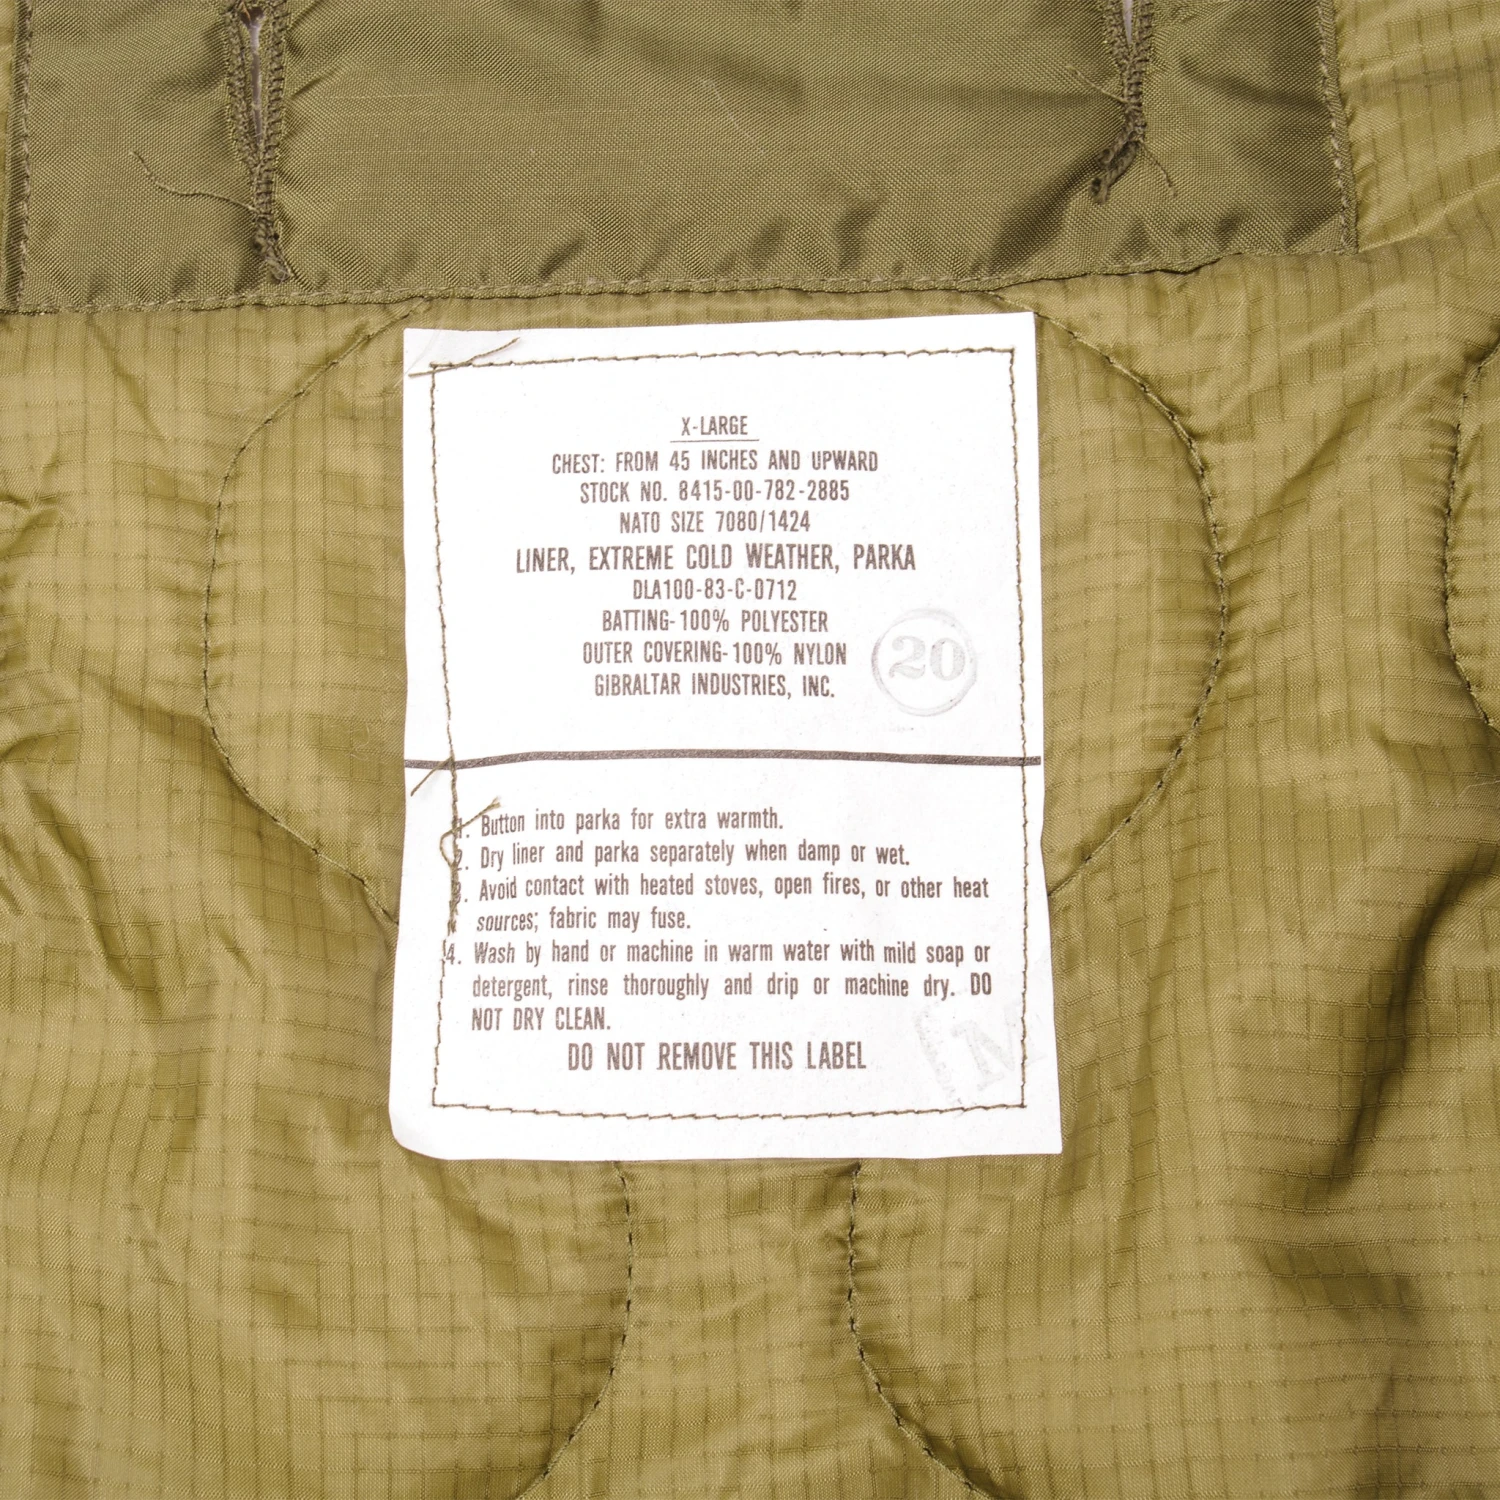 X-LARGE
CHEST: FROM 45 INCHES AND UPWARD
STOCK NO. 8415-00-782-2885
NATO SIZE 7080/1424
LINER, EXTREME COLD WEATHER, PARKA
DLA100-83-C-0712
BATTING-100% POLYESTER
OUTER COVERING-100% NYLON
GIBRALTAR INDUSTRIES, INC.
20
1. Button into parka for extra warmth.
2. Dry liner and parka separately when damp or wet.
3. Avoid contact with heated stoves, open fires, or other heat
sources; fabric may fuse.
4. Wash by hand or machine in warm water with mild soap or
detergent, rinse thoroughly and drip or machine dry. DO
NOT DRY CLEAN.
DO NOT REMOVE THIS LABEL
M